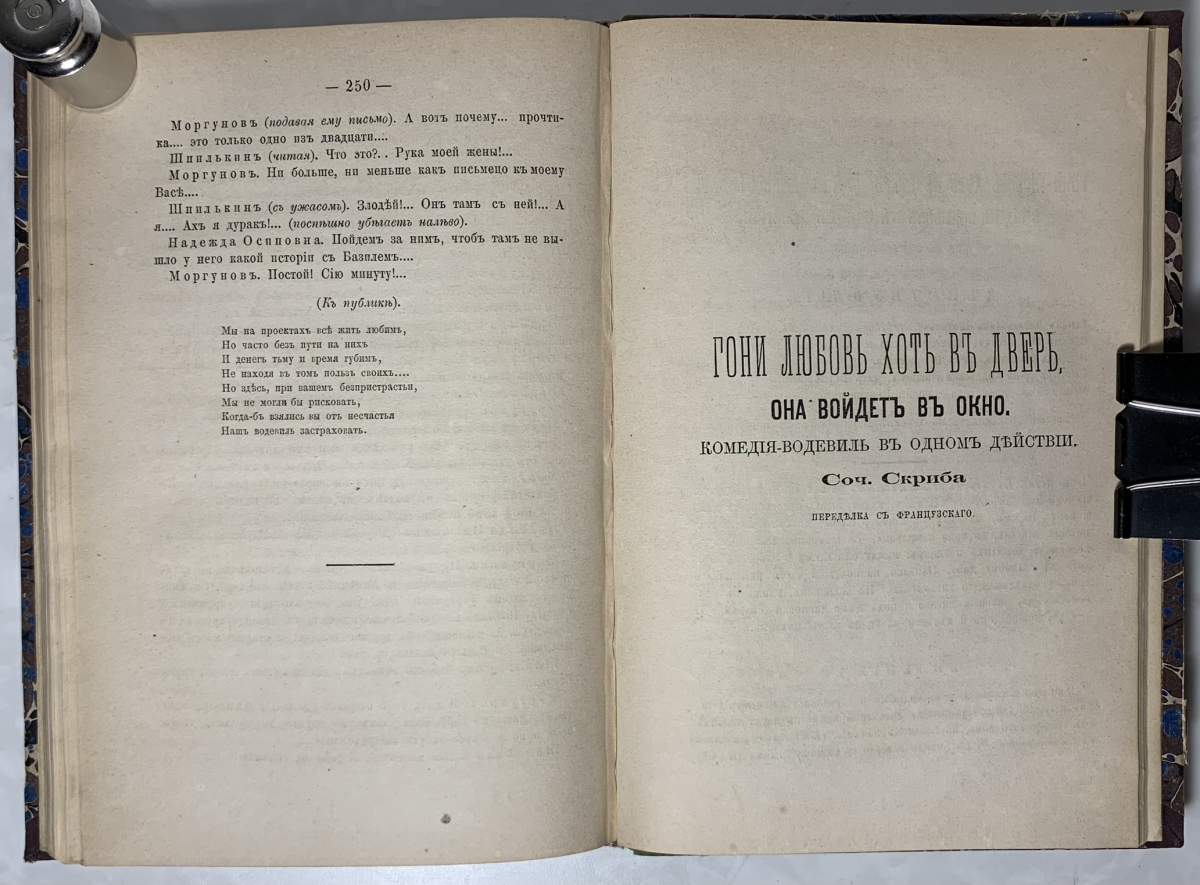 — 250 —
Моргуновъ (подавая ему письмо). А вотъ почему... прочти-
ка.... это только одно изъ двадцати....
Шпилькинъ (читая). Что это?.. Рука моей жены!...
Моргуновъ. Ни больше, ни меньше какъ письмецо къ моему
Васѣ....
Шпилькинъ (съ ужасомъ). Злодѣй!... Онъ тамъ съ ней!... А
я.... Ахъ я дуракъ!... (поспѣшно убѣгаетъ налѣво).
Надежда Осиповна. Пойдемъ за нимъ, чтобъ тамъ не вы-
шло у него какой исторіи съ Базилемъ....
Моргуновъ. Постой! Сію минуту!...
(Къ публикѣ).
Мы на проектахъ всѣ жить любимъ,
Но часто безъ пути на нихъ
И денегъ тьму и время губимъ,
Не находя въ томъ пользъ своихъ....
Но здѣсь, при вашемъ безпристрастьи,
Мы не могли бы рисковать,
Когда-бъ взялись вы отъ несчастья
Нашъ водевиль застраховать.
ГОНИ ЛЮБОВЬ ХОТЬ ВЪ ДВЕРЬ,
ОНА ВОЙДЕТЪ ВЪ ОКНО.
КОМЕДІЯ-ВОДЕВИЛЬ ВЪ ОДНОМЪ ДѢЙСТВІИ.
Соч. Скриба
ПЕРЕДѢЛКА СЪ ФРАНЦУЗСКАГО.